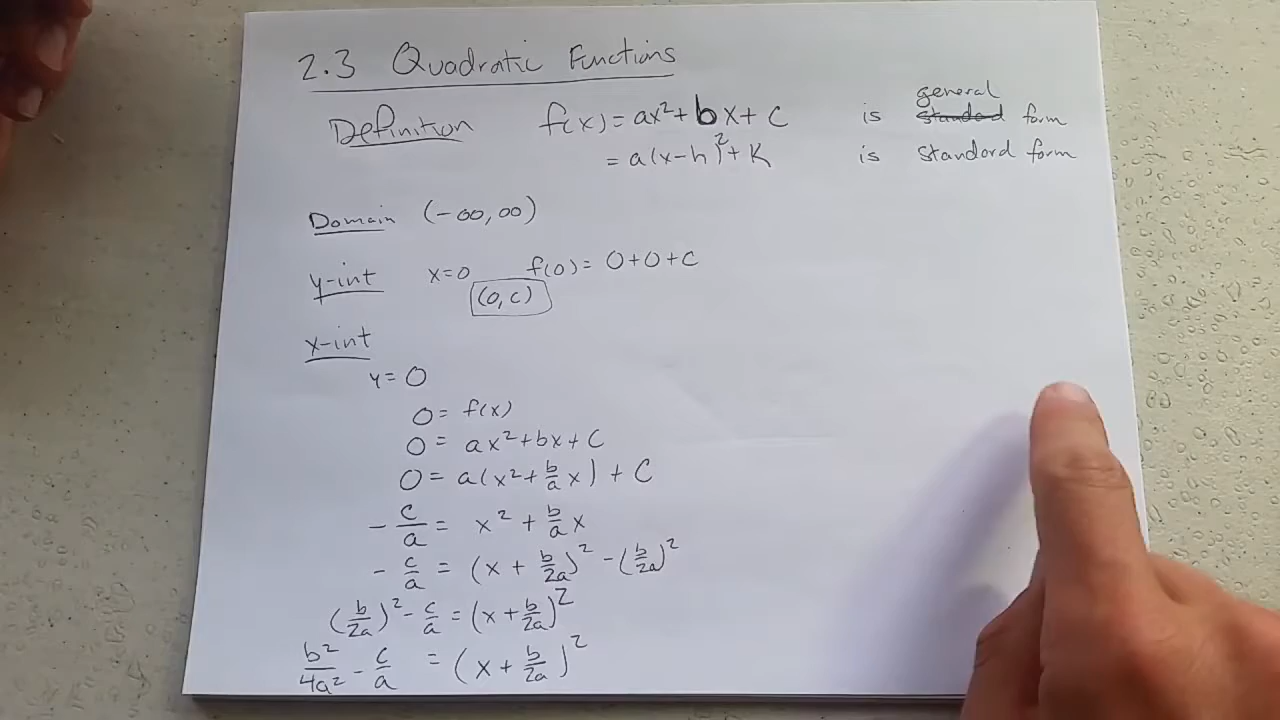 2.3 Quadratic Functions
Definition f(x) = ax² + bx + c is general standard form
= a(x-h)² + k is standard form
Domain (-∞, ∞)
y-int x=0 f(0) = 0+0+c
(0, c)
x-int
y = 0
0 = f(x)
0 = ax² + bx + c
0 = a(x² + b/a x) + c
- c/a = x² + b/a x
- c/a = (x + b/2a)² - (b/2a)²
(b/2a)² - c/a = (x + b/2a)²
b²/4a² - c/a = (x + b/2a)²